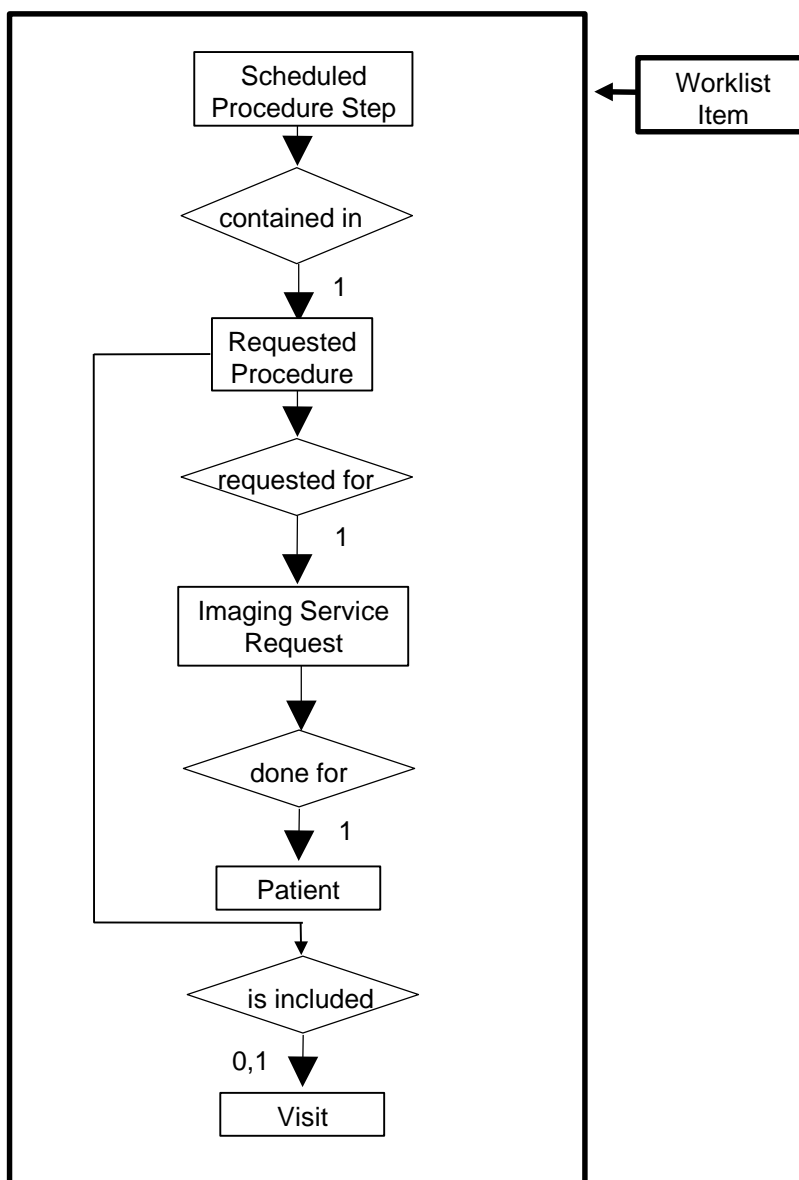 Scheduled
Procedure Step
Worklist
Item
contained in
1
Requested
Procedure
requested for
1
Imaging Service
Request
done for
1
Patient
is included
0,1
Visit